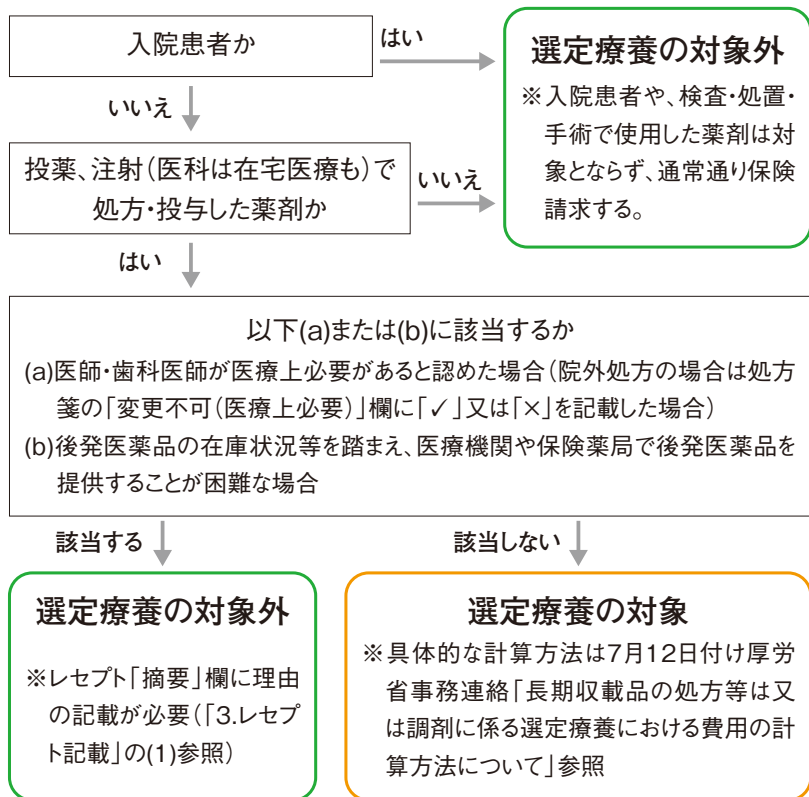 入院患者か
はい
選定療養の対象外
※入院患者や、検査・処置・
手術で使用した薬剤は対
象とならず、通常通り保険
請求する。
いいえ
投薬、注射(医科は在宅医療も)で
処方・投与した薬剤か
いいえ
はい
以下(a)または(b)に該当するか
(a)医師・歯科医師が医療上必要があると認めた場合(院外処方の場合は処方
箋の「変更不可(医療上必要)」欄に「✓」又は「×」を記載した場合)
(b)後発医薬品の在庫状況等を踏まえ、医療機関や保険薬局で後発医薬品を
提供することが困難な場合
該当する
該当しない
選定療養の対象外
※レセプト「摘要」欄に理由
の記載が必要(「3.レセプ
ト記載」の(1)参照)
選定療養の対象
※具体的な計算方法は7月12日付け厚労
省事務連絡「長期収載品の処方等は又
は調剤に係る選定療養における費用の計
算方法について」参照